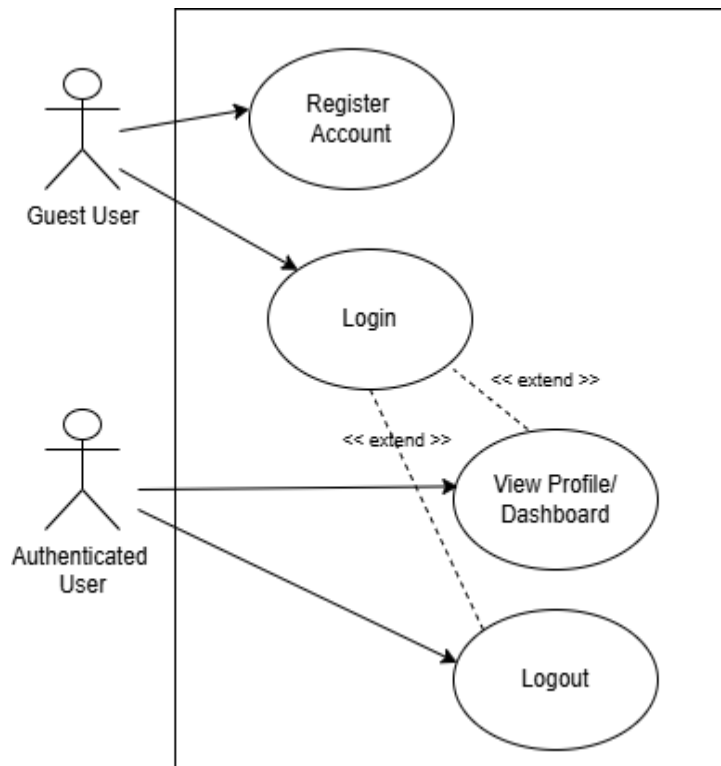 Register
Account
Guest User
Login
<< extend >>
<< extend >>
View Profile/
Dashboard
Authenticated
User
Logout